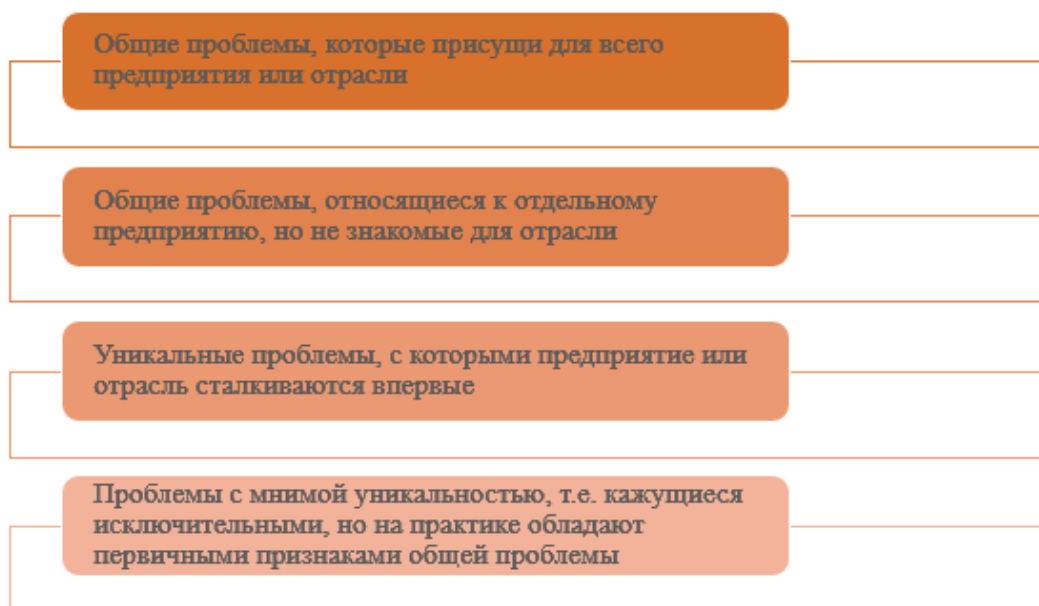 Общие проблемы, которые присущи для всего
предприятия или отрасли
Общие проблемы, относящиеся к отдельному
предприятию, но не знакомые для отрасли
Уникальные проблемы, с которыми предприятие или
отрасль сталкиваются впервые
Проблемы с мнимой уникальностью, т.е. кажущиеся
исключительными, но на практике обладают
первичными признаками общей проблемы